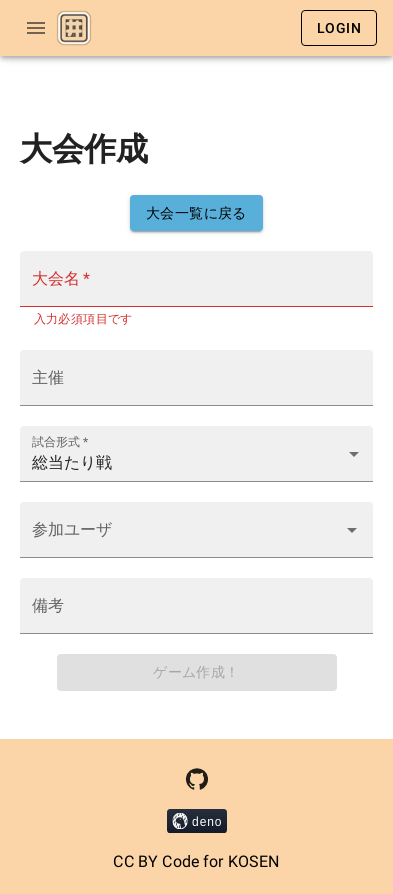 LOGIN
大会作成
大会一覧に戻る
大会名 *
入力必須項目です
主催
試合形式 *
総当たり戦
参加ユーザ
備考
ゲーム作成！
deno
CC BY Code for KOSEN